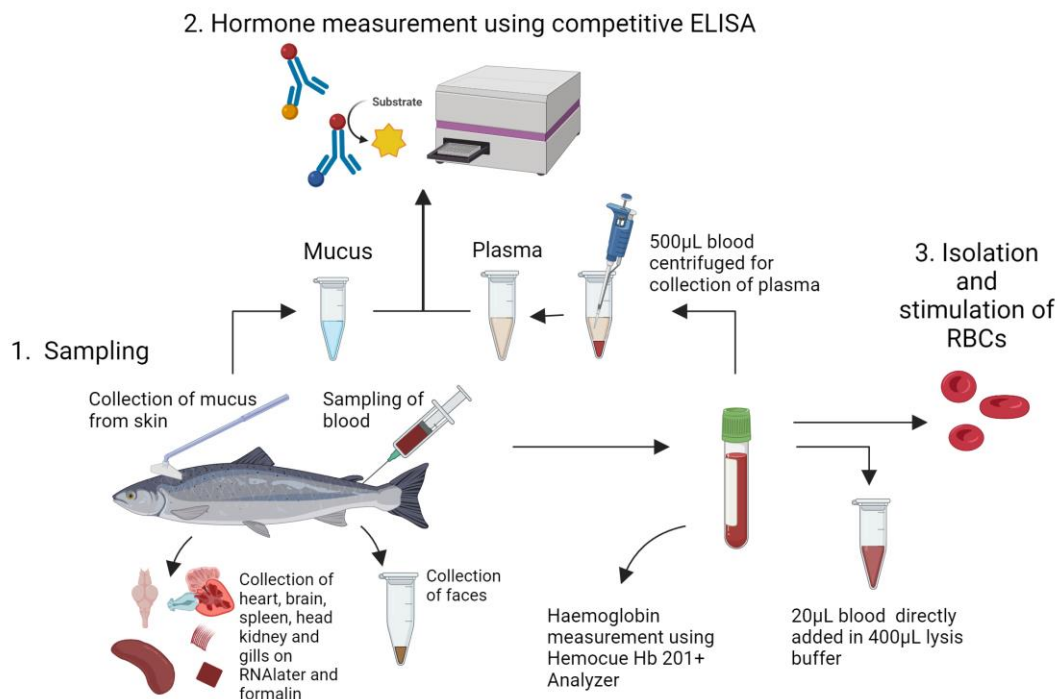 2. Hormone measurement using competitive ELISA
Substrate
Mucus
Plasma
500µL blood
centrifuged for
collection of plasma
3. Isolation
and
stimulation of
RBCs
1. Sampling
Collection of mucus
from skin
Sampling of
blood
Collection of
heart, brain,
spleen, head
kidney and
gills on
RNAlater and
formalin
Collection
of faces
Haemoglobin
measurement using
Hemocue Hb 201+
Analyzer
20µL blood directly
added in 400µL lysis
buffer